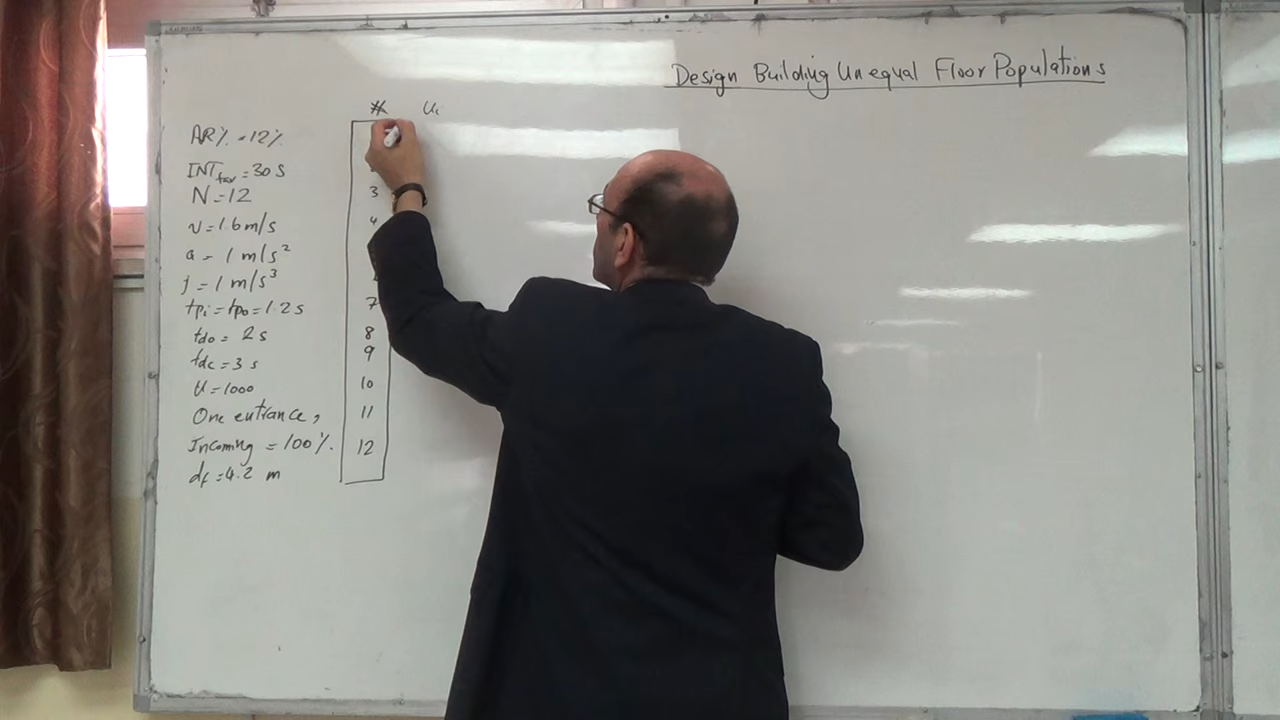 Design Building Unequal Floor Populations
# Ui
AR% = 12%
INTtar = 30 s
N = 12
v = 1.6 m/s
a = 1 m/s²
j = 1 m/s³
tpi = tpo = 1.2 s
tdo = 2 s
tdc = 3 s
U = 1000
One entrance,
Incoming = 100%.
df = 4.2 m
3
4
7
8
9
10
11
12